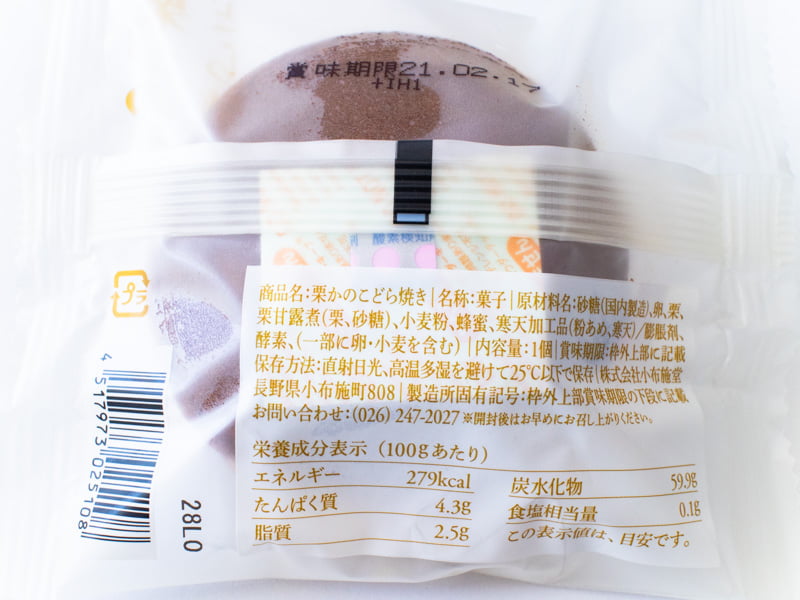 賞味期限21.02.17
+IH1
酸素検知剤
プラ
商品名:栗かのこどら焼き|名称:菓子|原材料名:砂糖(国内製造)、卵、栗、
栗甘露煮(栗、砂糖)、小麦粉、蜂蜜、寒天加工品(粉あめ、寒天)/膨脹剤、
酵素、(一部に卵・小麦を含む)|内容量:1個|賞味期限:枠外上部に記載
保存方法:直射日光、高温多湿を避けて25℃以下で保存|株式会社小布施堂
長野県小布施町808|製造所固有記号:枠外上部賞味期限の下段に記載
お問い合わせ:(026)247-2027 ※開封後はお早めにお召し上がりください。
栄養成分表示(100gあたり)
エネルギー 279kcal
たんぱく質 4.3g
脂質 2.5g
炭水化物 59.9g
食塩相当量 0.1g
この表示値は、目安です。
4517973025108
28L0